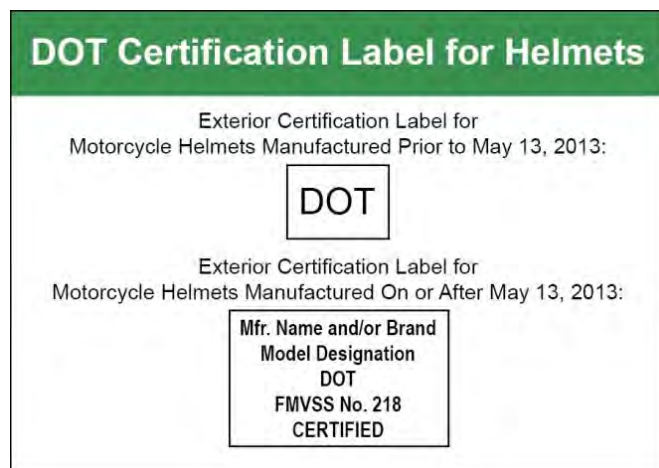 DOT Certification Label for Helmets
Exterior Certification Label for
Motorcycle Helmets Manufactured Prior to May 13, 2013:
DOT
Exterior Certification Label for
Motorcycle Helmets Manufactured On or After May 13, 2013:
Mfr. Name and/or Brand
Model Designation
DOT
FMVSS No. 218
CERTIFIED